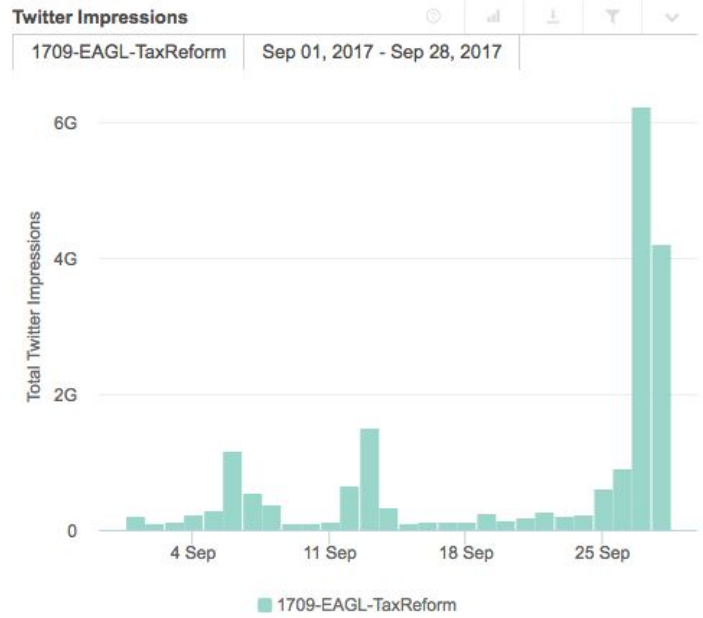 Twitter Impressions
1709-EAGL-TaxReform Sep 01, 2017 - Sep 28, 2017
Total Twitter Impressions
6G
4G
2G
0
4 Sep 11 Sep 18 Sep 25 Sep
1709-EAGL-TaxReform